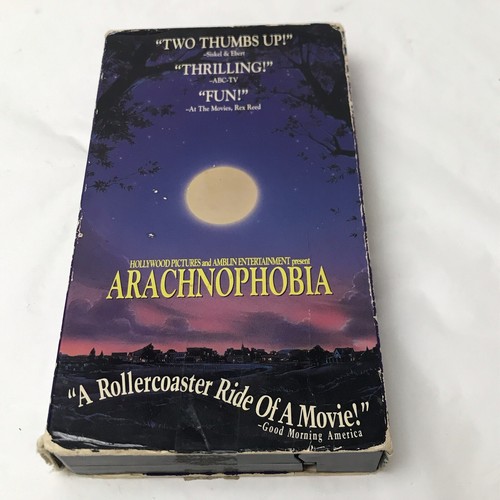 “TWO THUMBS UP!”
~Siskel & Ebert
“THRILLING!”
~ABC-TV
“FUN!”
~At The Movies, Rex Reed
HOLLYWOOD PICTURES and AMBLIN ENTERTAINMENT present
ARACHNOPHOBIA
“A Rollercoaster Ride Of A Movie!”
~Good Morning America